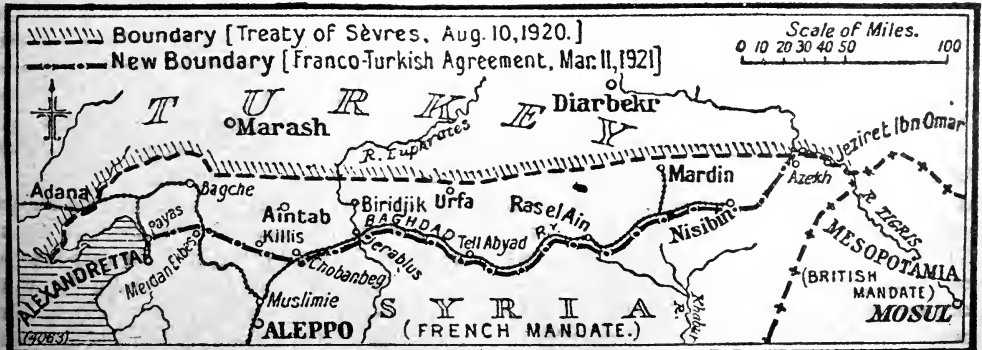 Boundary [Treaty of Sèvres, Aug. 10, 1920.]
New Boundary [Franco-Turkish Agreement, Mar. 11, 1921]
Scale of Miles.
0 10 20 30 40 50 100
TURKEY
Diarbekr
Marash
R. Euphrates
Jeziret Ibn Omar
Adana
Bagche
Mardin
Azekh
Payas
Aintab
Biridjik
Urfa
Ras el Ain
Nisibin
R. TIGRIS
Killis
BAGHDAD RY.
Tell Abyad
Jerablus
ALEXANDRETTA
Meidan Ekbes
Chobanbeg
MESOPOTAMIA
(BRITISH MANDATE)
Muslimie
SYRIA
Khabur R.
MOSUL
ALEPPO
(FRENCH MANDATE.)
(4063)